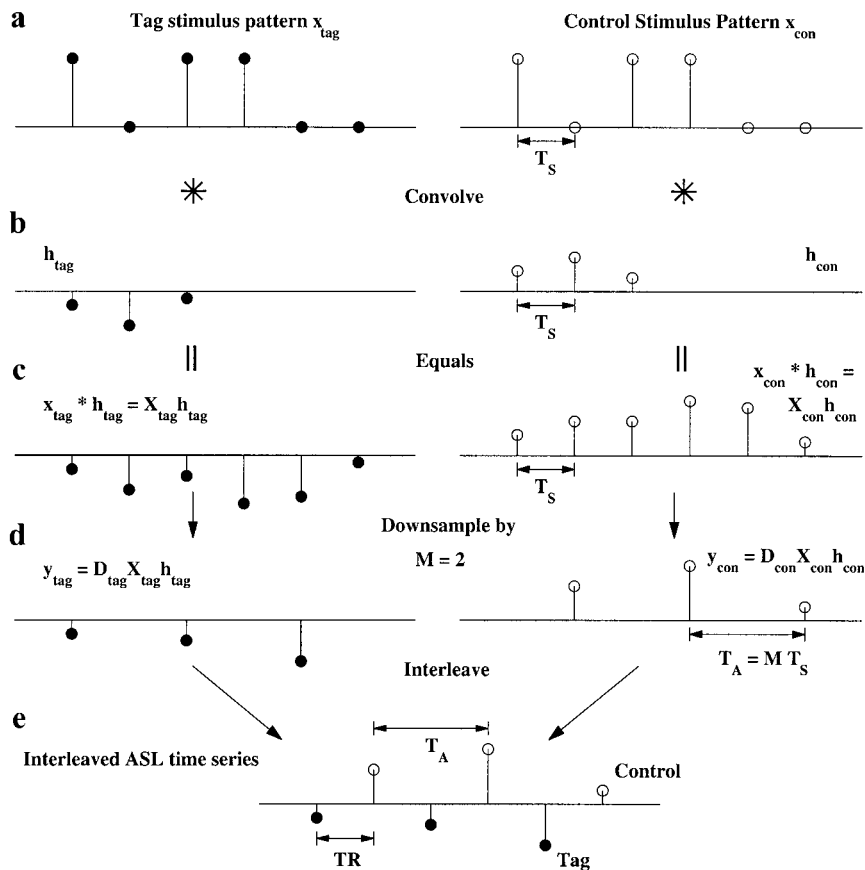 a
Tag stimulus pattern x_tag
Control Stimulus Pattern x_con
T_S
*
Convolve
*
b
h_tag
h_con
T_S
||
Equals
||
c
x_tag * h_tag = X_tag h_tag
x_con * h_con =
X_con h_con
T_S
Downsample by
M = 2
d
y_tag = D_tag X_tag h_tag
y_con = D_con X_con h_con
T_A = M T_S
Interleave
e
Interleaved ASL time series
T_A
Control
TR
Tag